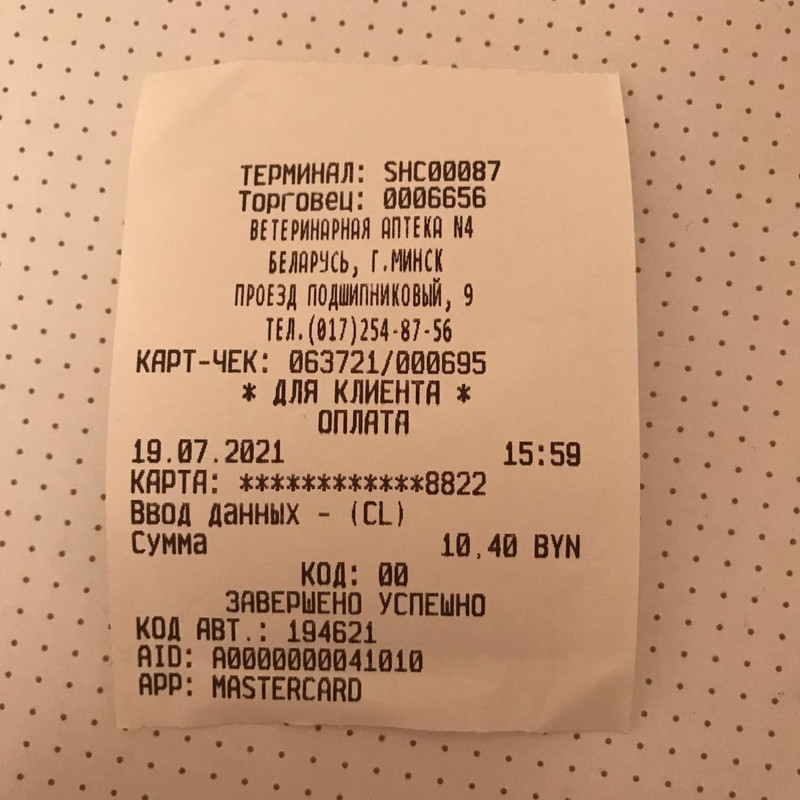 ТЕРМИНАЛ: SHC00087
Торговец: 0006656
ВЕТЕРИНАРНАЯ АПТЕКА N4
БЕЛАРУСЬ, Г.МИНСК
ПРОЕЗД ПОДШИПНИКОВЫЙ, 9
ТЕЛ.(017)254-87-56
КАРТ-ЧЕК: 063721/000695
* ДЛЯ КЛИЕНТА *
ОПЛАТА
19.07.2021 15:59
КАРТА: ************8822
Ввод данных - (CL)
Сумма 10.40 BYN
КОД: 00
ЗАВЕРШЕНО УСПЕШНО
КОД АВТ.: 194621
AID: A0000000041010
APP: MASTERCARD